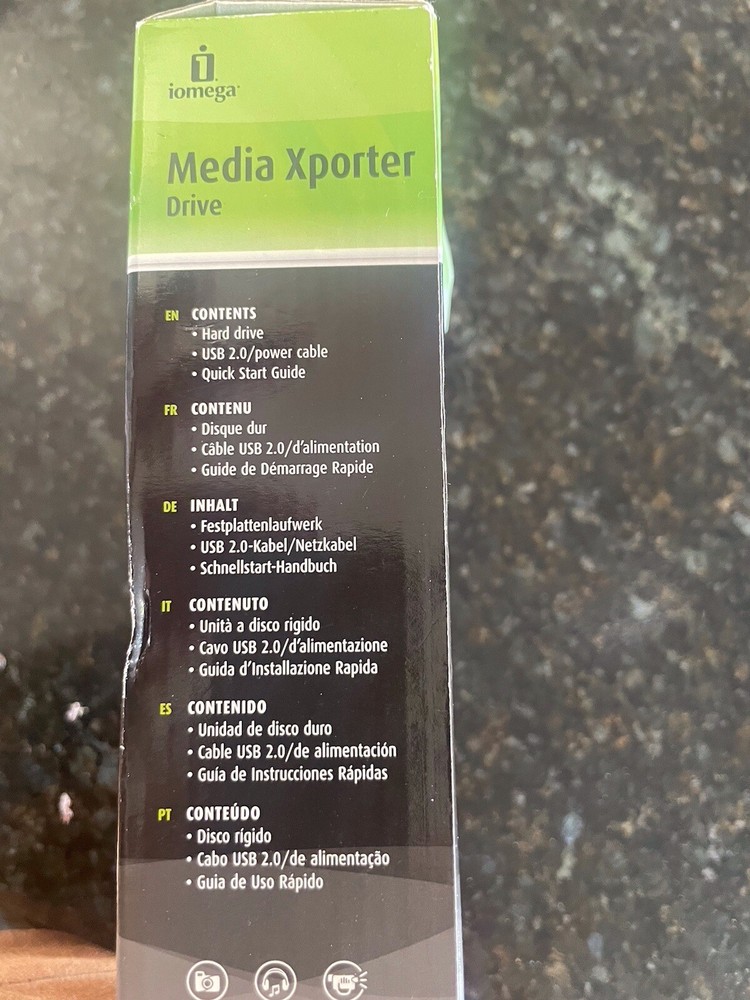 iomega
Media Xporter
Drive
EN CONTENTS
• Hard drive
• USB 2.0/power cable
• Quick Start Guide
FR CONTENU
• Disque dur
• Câble USB 2.0/d'alimentation
• Guide de Démarrage Rapide
DE INHALT
• Festplattenlaufwerk
• USB 2.0-Kabel/Netzkabel
• Schnellstart-Handbuch
IT CONTENUTO
• Unità a disco rigido
• Cavo USB 2.0/d'alimentazione
• Guida d'Installazione Rapida
ES CONTENIDO
• Unidad de disco duro
• Cable USB 2.0/de alimentación
• Guía de Instrucciones Rápidas
PT CONTEÚDO
• Disco rígido
• Cabo USB 2.0/de alimentação
• Guia de Uso Rápido